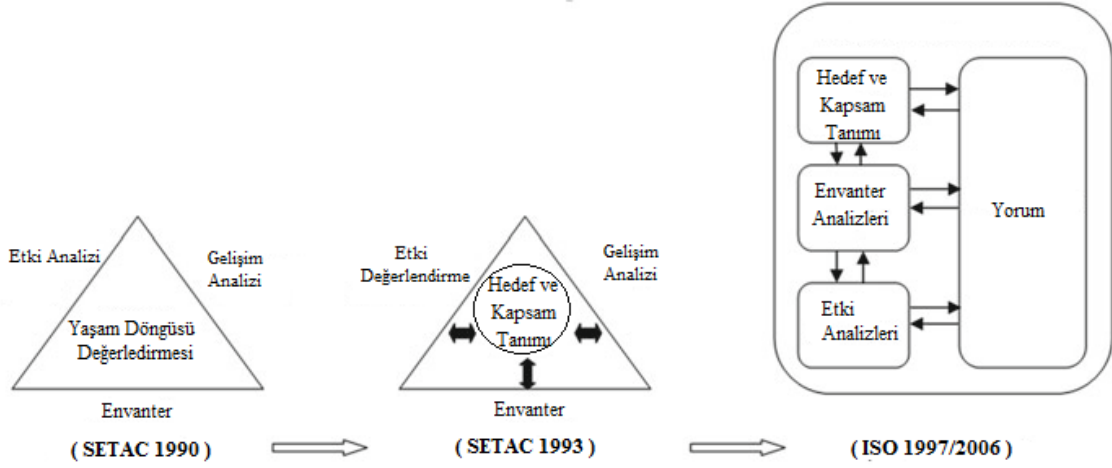 Etki Analizi
Gelişim
Analizi
Yaşam Döngüsü
Değerledirmesi
Envanter
( SETAC 1990 )
Etki
Değerlendirme
Gelişim
Analizi
Hedef ve
Kapsam
Tanımı
Envanter
( SETAC 1993 )
Hedef ve
Kapsam
Tanımı
Envanter
Analizleri
Etki
Analizleri
Yorum
( ISO 1997/2006 )